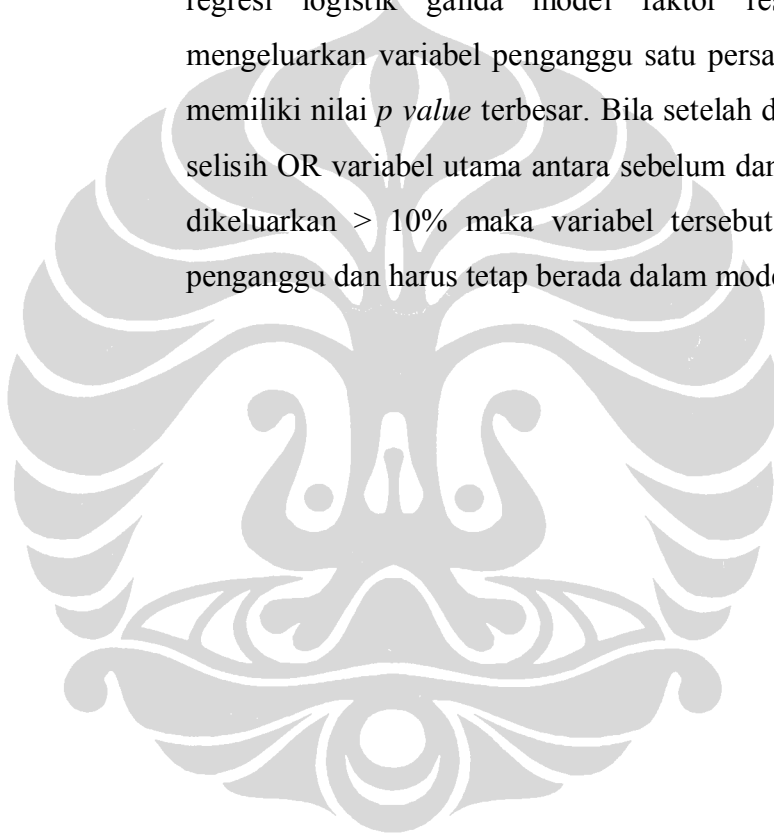 regresi logistik ganda model faktor res
mengeluarkan variabel penganggu satu persa
memiliki nilai p value terbesar. Bila setelah d
selisih OR variabel utama antara sebelum dan
dikeluarkan > 10% maka variabel tersebut
penganggu dan harus tetap berada dalam mode